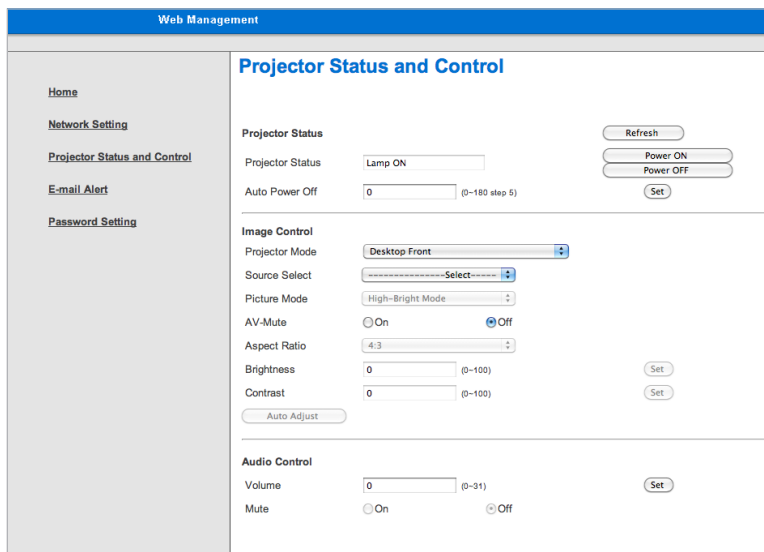 Web Management
Projector Status and Control
Home
Network Setting
Projector Status and Control
E-mail Alert
Password Setting
Projector Status Refresh
Projector Status Lamp ON Power ON
Power OFF
Auto Power Off 0 (0~180 step 5) Set
Image Control
Projector Mode Desktop Front
Source Select ---------------Select-----
Picture Mode High-Bright Mode
AV-Mute On Off
Aspect Ratio 4:3
Brightness 0 (0~100) Set
Contrast 0 (0~100) Set
Auto Adjust
Audio Control
Volume 0 (0~31) Set
Mute On Off